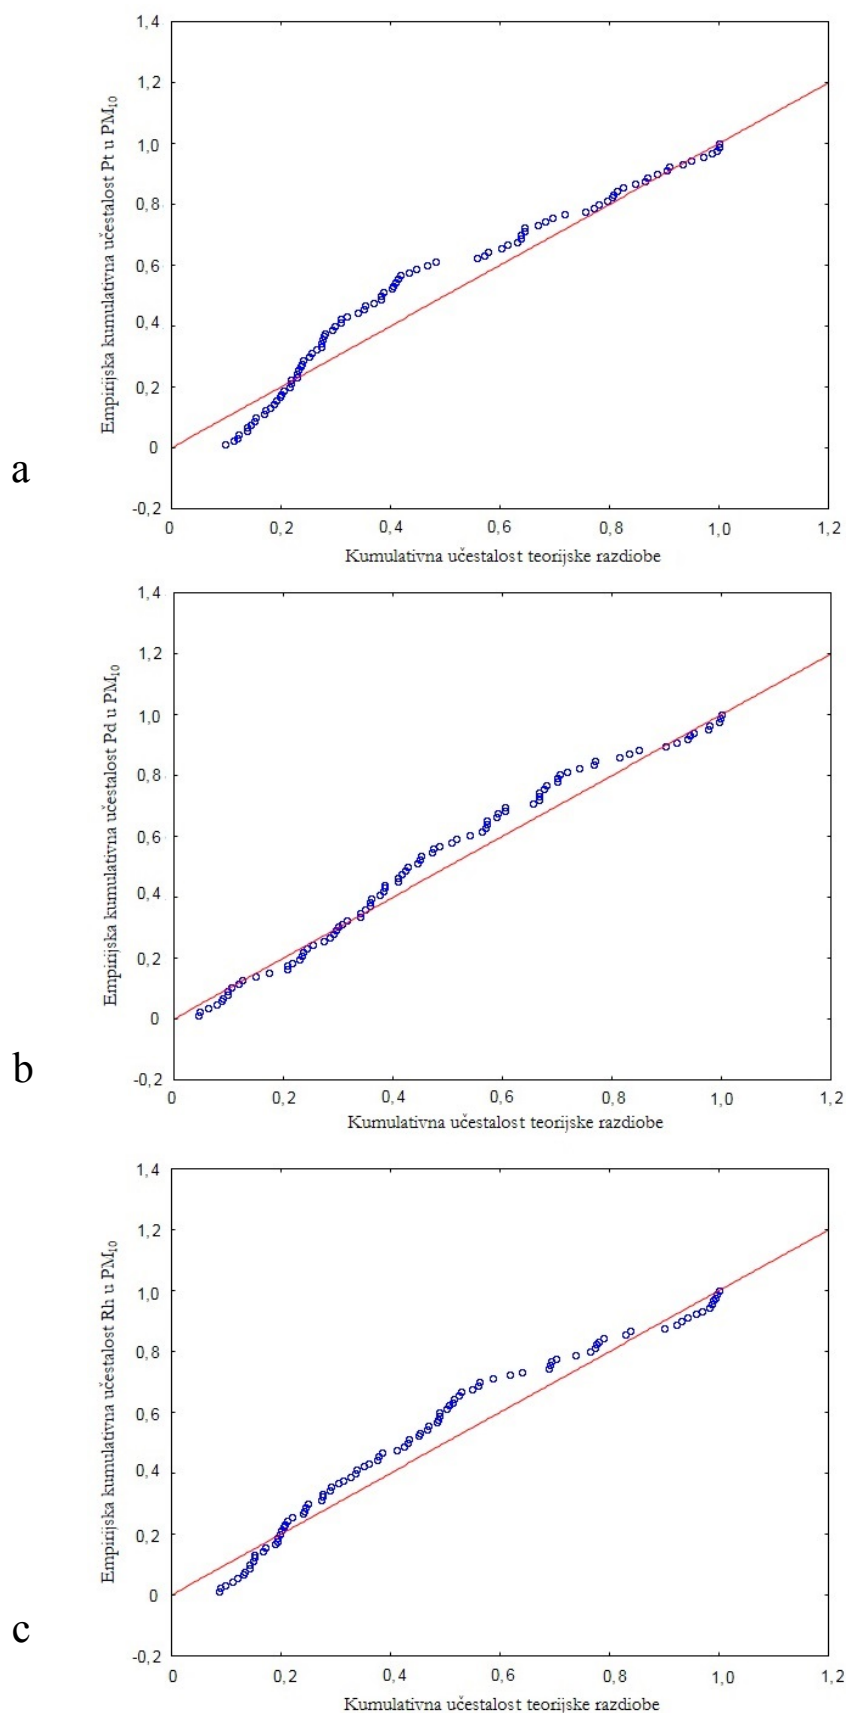 1,4
1,2
1,0
0,8
0,6
0,4
0,2
0
-0,2
Empirijska kumulativna učestalost Pt u PM10
0 0,2 0,4 0,6 0,8 1,0 1,2
Kumulativna učestalost teorijske razdiobe
a
1,4
1,2
1,0
0,8
0,6
0,4
0,2
0
-0,2
Empirijska kumulativna učestalost Pd u PM10
0 0,2 0,4 0,6 0,8 1,0 1,2
Kumulativna učestalost teorijske razdiobe
b
1,4
1,2
1,0
0,8
0,6
0,4
0,2
0
-0,2
Empirijska kumulativna učestalost Rh u PM10
0 0,2 0,4 0,6 0,8 1,0 1,2
Kumulativna učestalost teorijske razdiobe
c